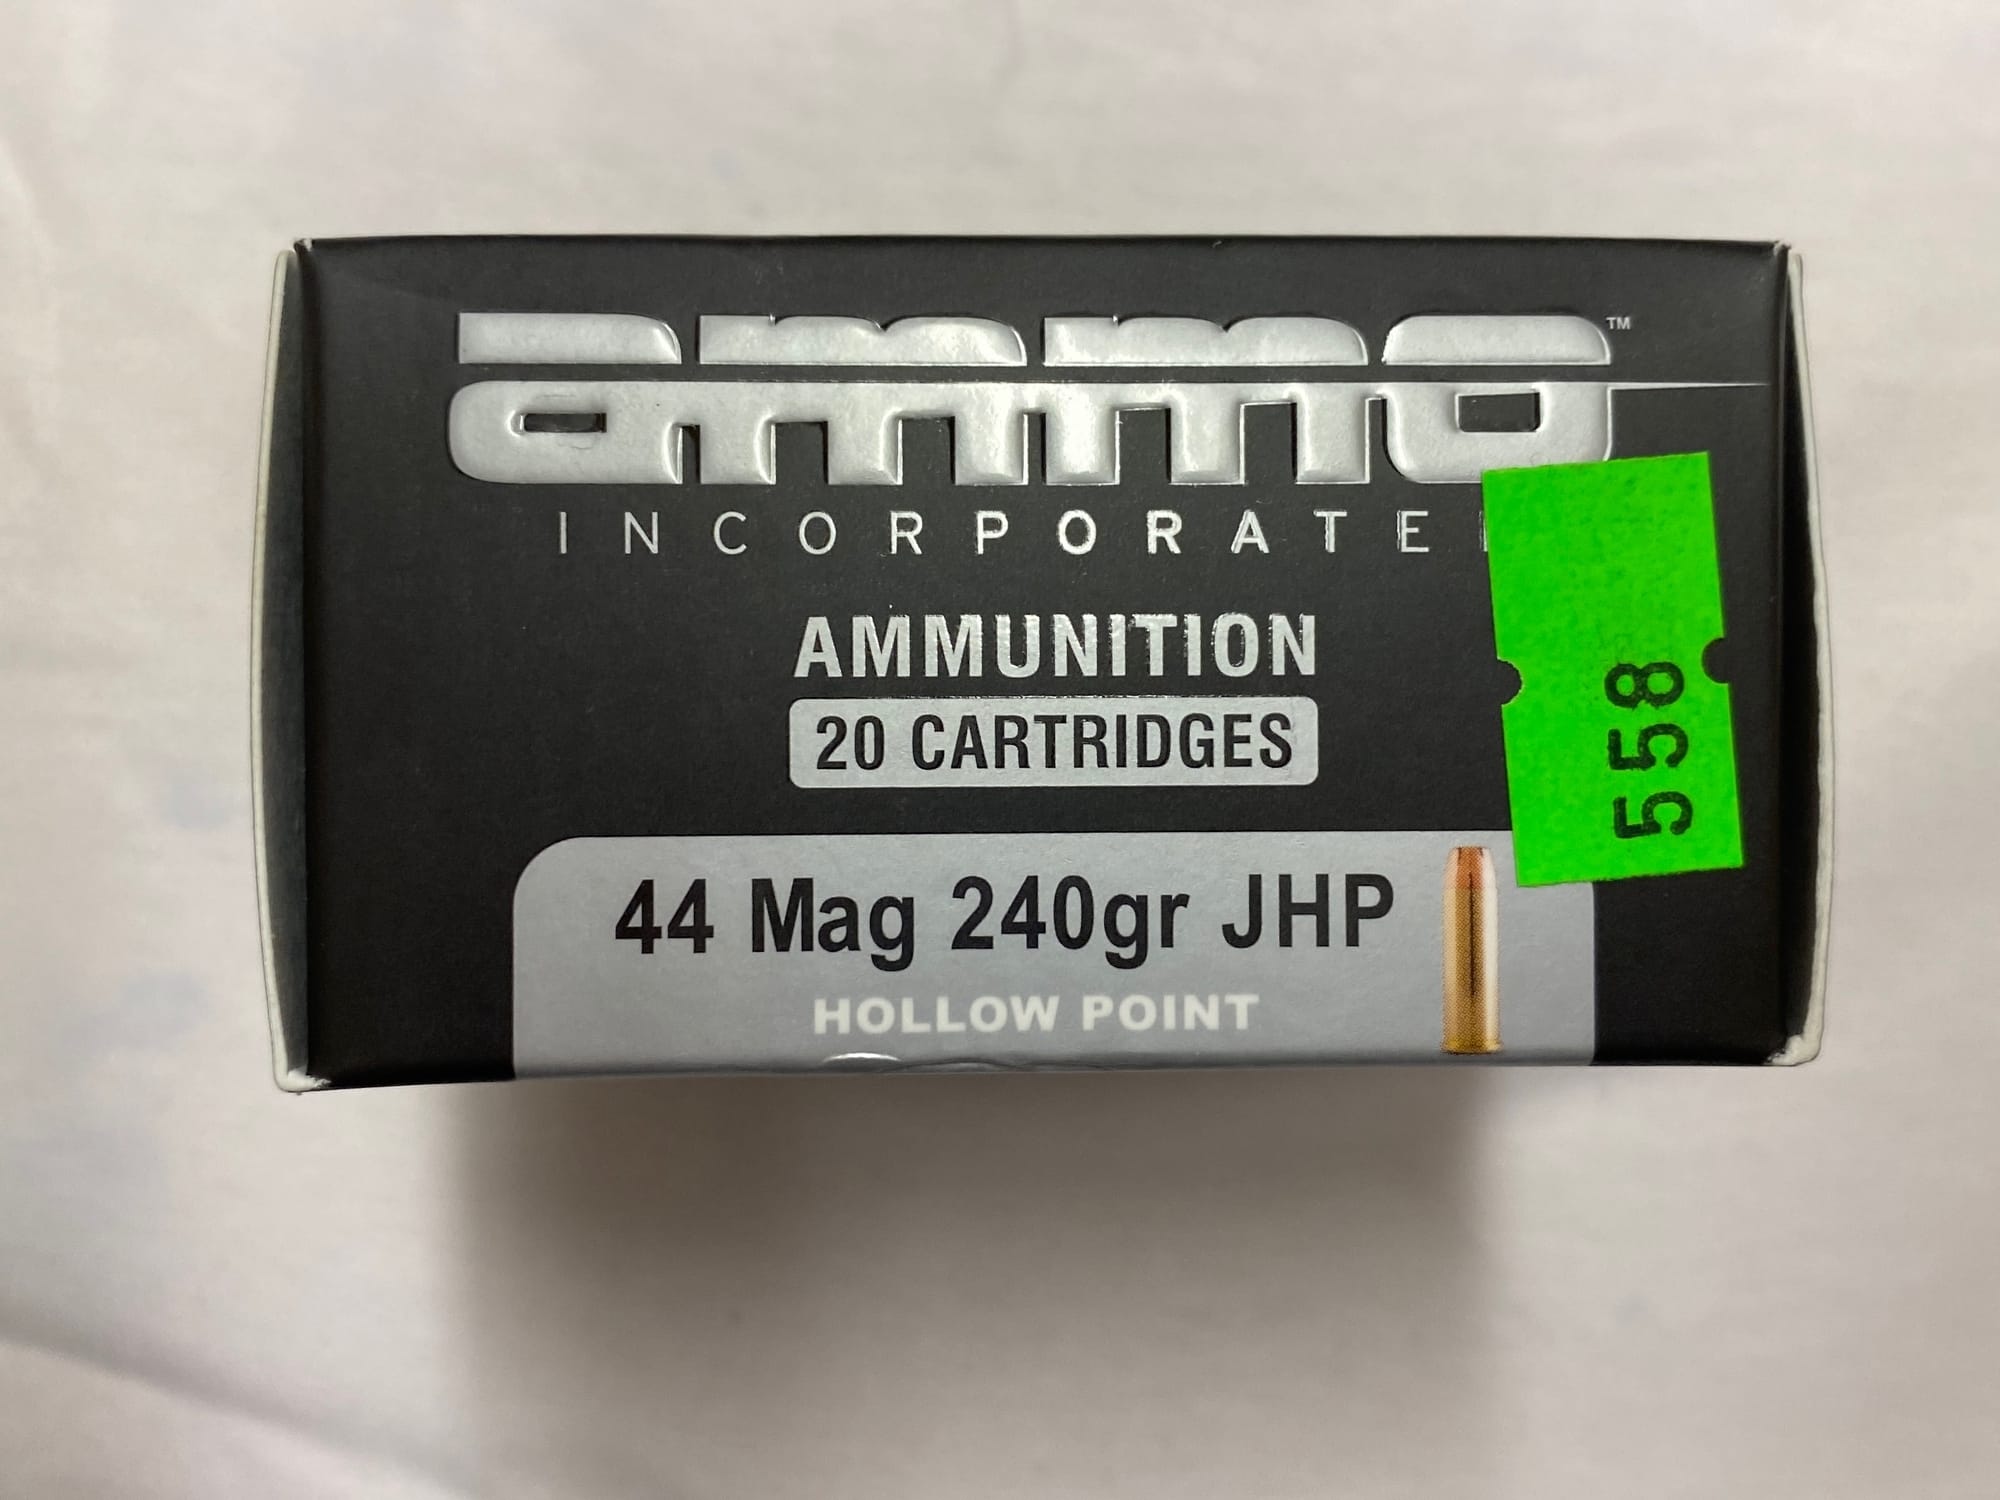 ammo™
INCORPORATE
AMMUNITION
20 CARTRIDGES
44 Mag 240gr JHP
HOLLOW POINT
558